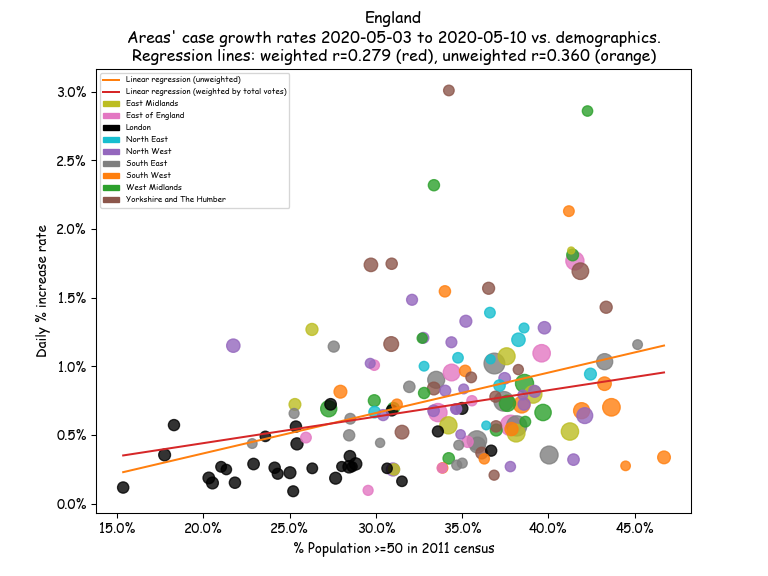 England
Areas' case growth rates 2020-05-03 to 2020-05-10 vs. demographics.
Regression lines: weighted r=0.279 (red), unweighted r=0.360 (orange)
Linear regression (unweighted)
Linear regression (weighted by total votes)
East Midlands
East of England
London
North East
North West
South East
South West
West Midlands
Yorkshire and The Humber
3.0%
2.5%
2.0%
1.5%
1.0%
0.5%
0.0%
Daily % increase rate
15.0% 20.0% 25.0% 30.0% 35.0% 40.0% 45.0%
% Population >=50 in 2011 census